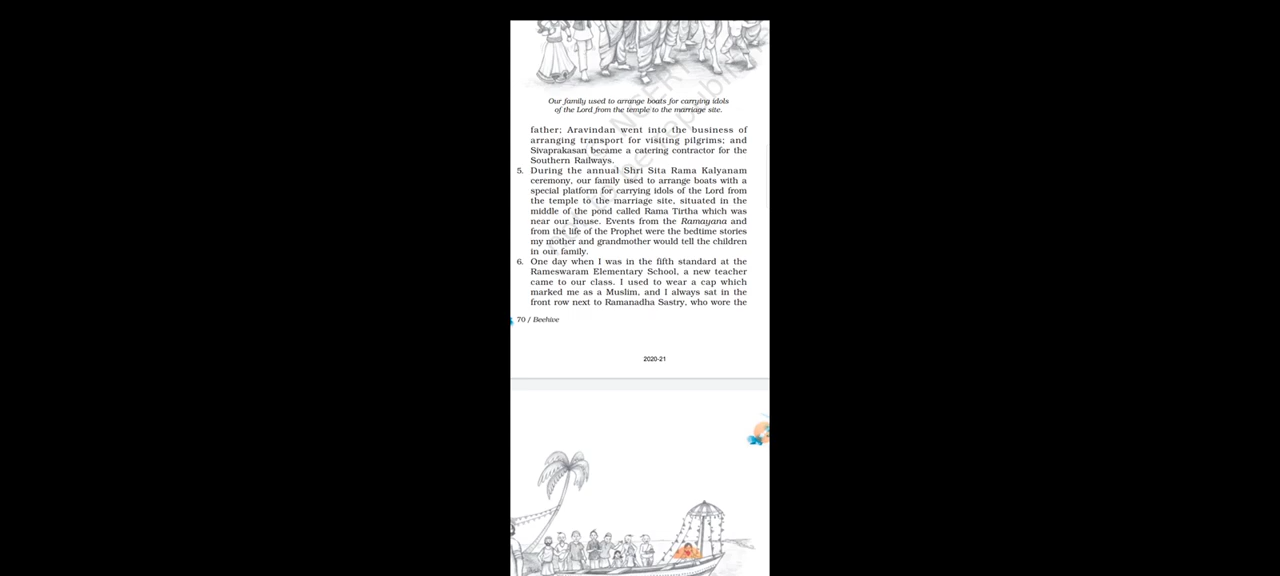 Our family used to arrange boats for carrying idols
of the Lord from the temple to the marriage site.
father; Aravindan went into the business of
arranging transport for visiting pilgrims; and
Sivaprakasan became a catering contractor for the
Southern Railways.
5. During the annual Shri Sita Rama Kalyanam
ceremony, our family used to arrange boats with a
special platform for carrying idols of the Lord from
the temple to the marriage site, situated in the
middle of the pond called Rama Tirtha which was
near our house. Events from the Ramayana and
from the life of the Prophet were the bedtime stories
my mother and grandmother would tell the children
in our family.
6. One day when I was in the fifth standard at the
Rameswaram Elementary School, a new teacher
came to our class. I used to wear a cap which
marked me as a Muslim, and I always sat in the
front row next to Ramanadha Sastry, who wore the
70 / Beehive
2020-21